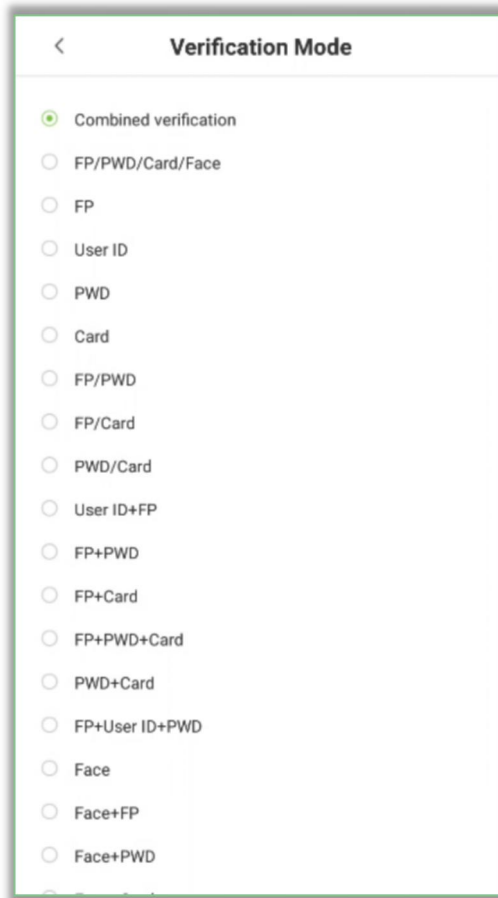 Verification Mode
Combined verification
FP/PWD/Card/Face
FP
User ID
PWD
Card
FP/PWD
FP/Card
PWD/Card
User ID+FP
FP+PWD
FP+Card
FP+PWD+Card
PWD+Card
FP+User ID+PWD
Face
Face+FP
Face+PWD